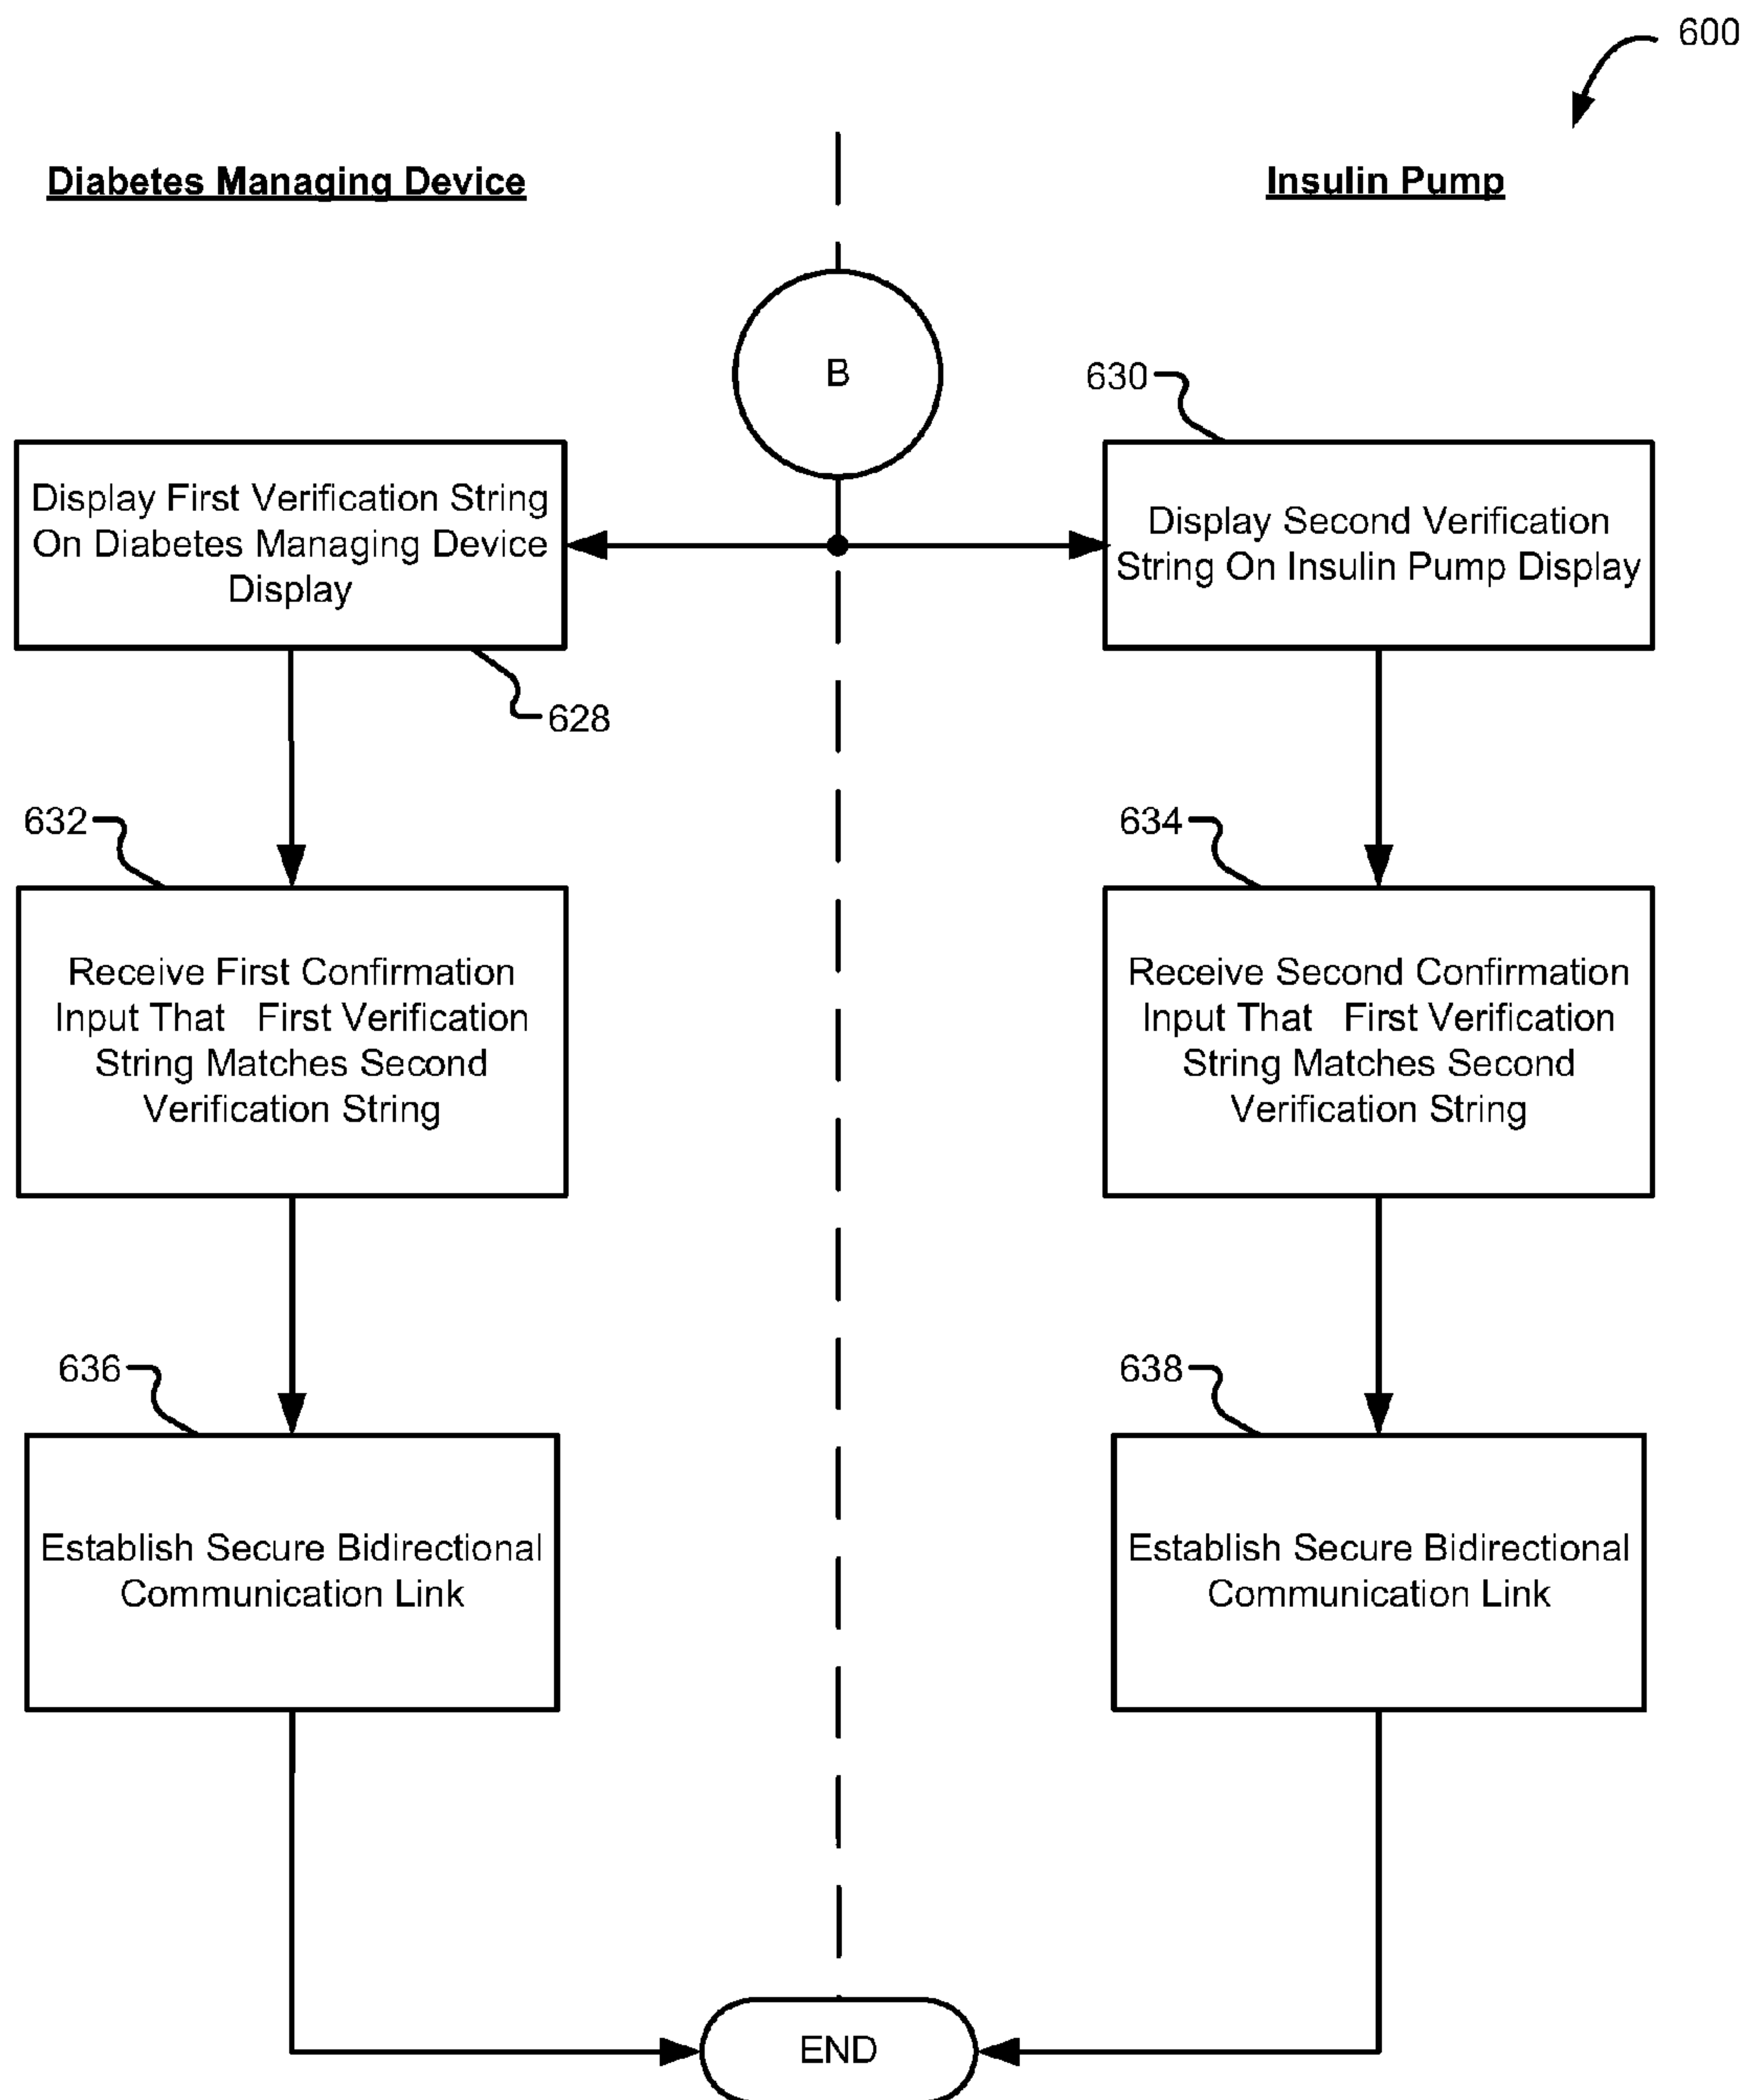 600
Diabetes Managing Device
Insulin Pump
B
630
Display First Verification String
On Diabetes Managing Device
Display
Display Second Verification
String On Insulin Pump Display
628
632
634
Receive First Confirmation
Input That First Verification
String Matches Second
Verification String
Receive Second Confirmation
Input That First Verification
String Matches Second
Verification String
636
638
Establish Secure Bidirectional
Communication Link
Establish Secure Bidirectional
Communication Link
END